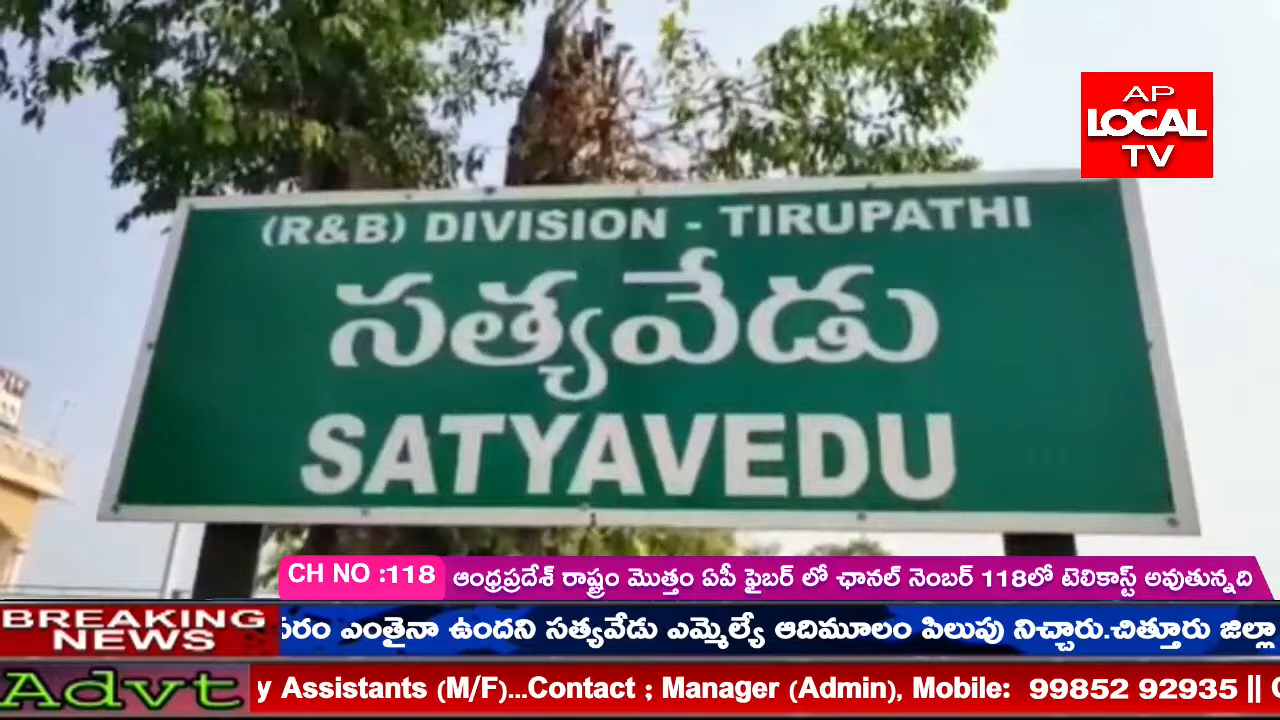 AP
LOCAL
TV
(R&B) DIVISION - TIRUPATHI
సత్యవేడు
SATYAVEDU
CH NO :118 ఆంధ్రప్రదేశ్ రాష్ట్రం మొత్తం ఏపీ ఫైబర్ లో ఛానల్ నెంబర్ 118లో టెలికాస్ట్ అవుతున్నది
BREAKING
NEWS
ఎంతైనా ఉందని సత్యవేడు ఎమ్మెల్యే ఆదిమూలం పిలుపు నిచ్చారు.చిత్తూరు జిల్లా
Advt
y Assistants (M/F)...Contact ; Manager (Admin), Mobile: 99852 92935 ||